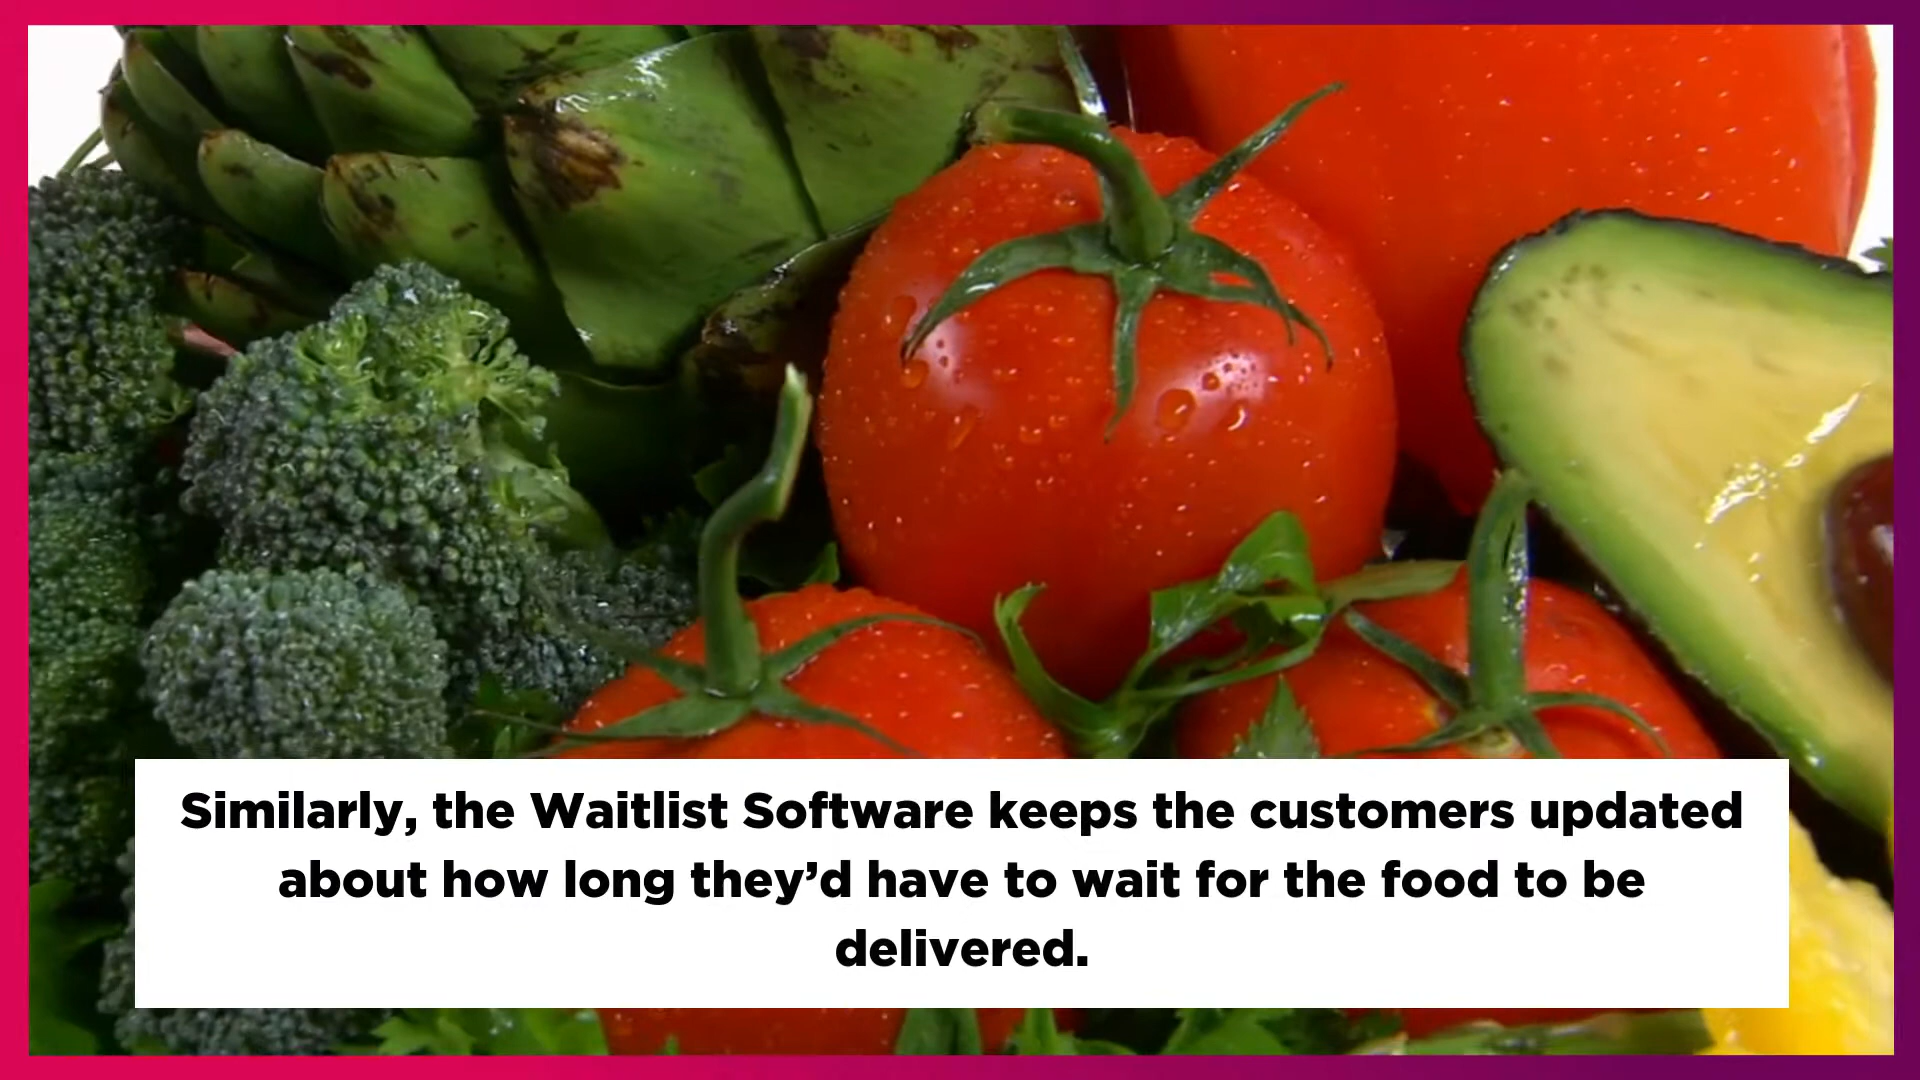 Similarly, the Waitlist Software keeps the customers updated
about how long they’d have to wait for the food to be
delivered.